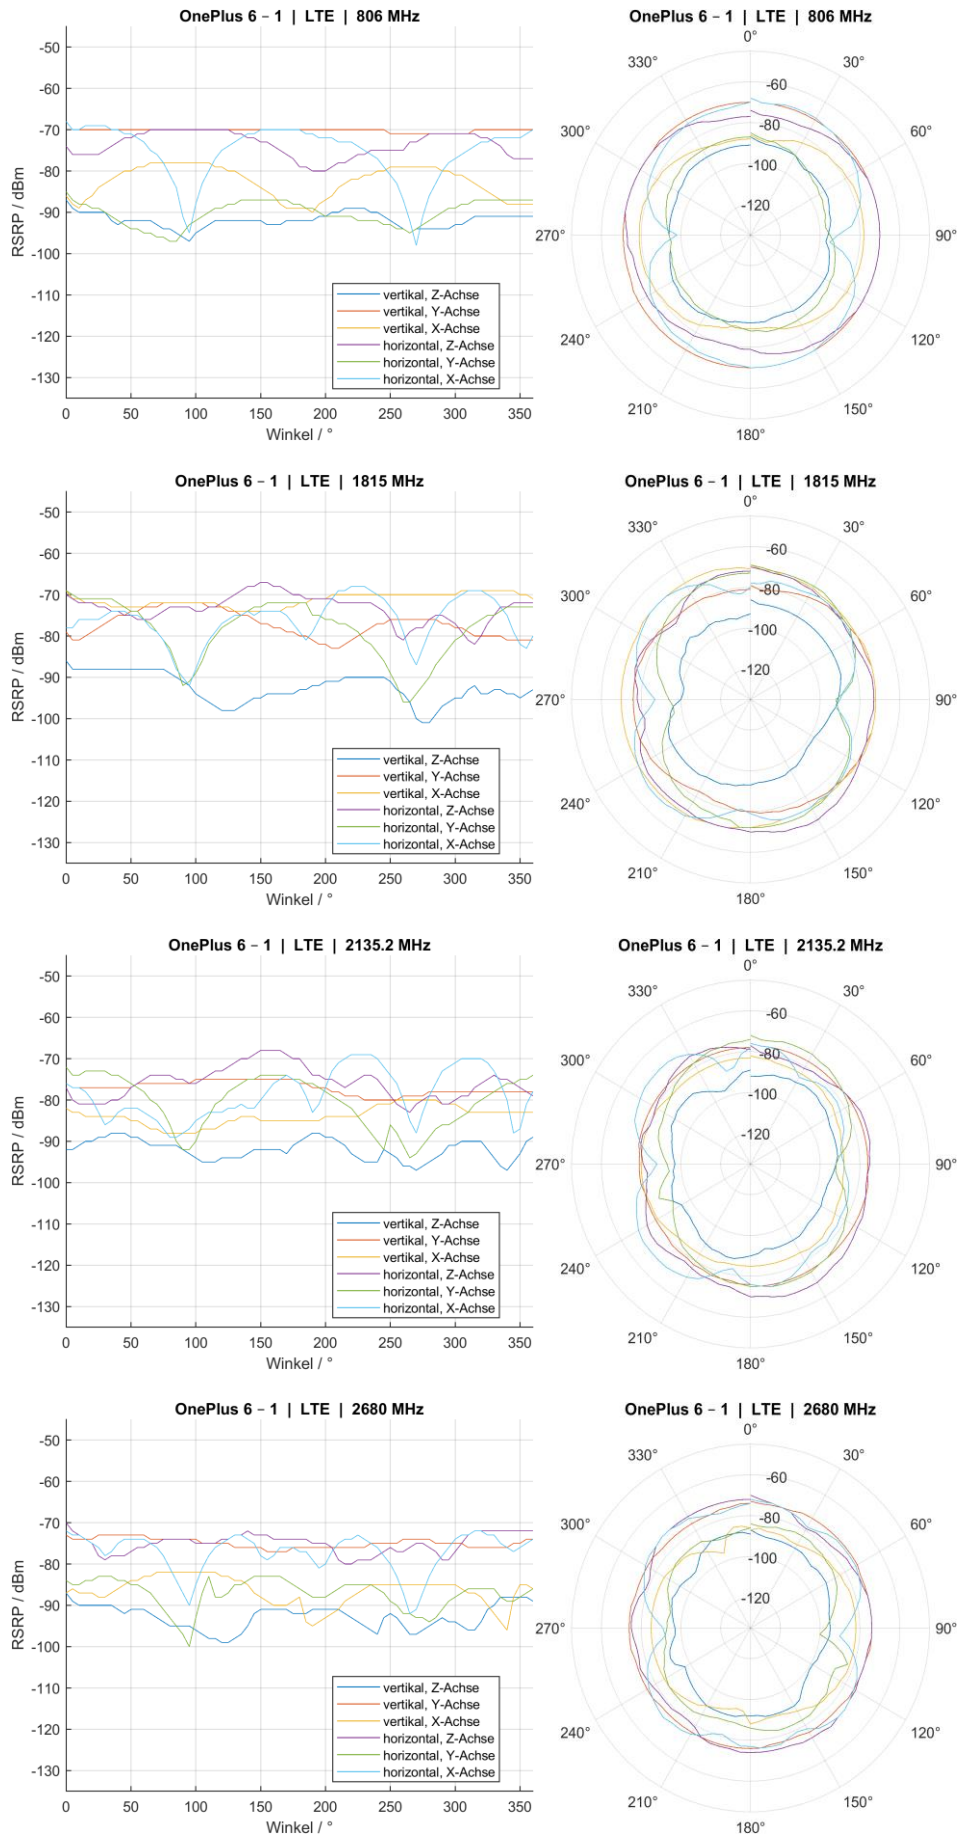 OnePlus 6 – 1 | LTE | 806 MHz
-50
-60
-70
-80
-90
-100
-110
-120
-130
RSRP / dBm
0 50 100 150 200 250 300 350
Winkel / °
vertikal, Z-Achse
vertikal, Y-Achse
vertikal, X-Achse
horizontal, Z-Achse
horizontal, Y-Achse
horizontal, X-Achse
OnePlus 6 – 1 | LTE | 806 MHz
0°
30°
60°
90°
120°
150°
180°
210°
240°
270°
300°
330°
-60
-80
-100
-120
OnePlus 6 – 1 | LTE | 1815 MHz
-50
-60
-70
-80
-90
-100
-110
-120
-130
RSRP / dBm
0 50 100 150 200 250 300 350
Winkel / °
vertikal, Z-Achse
vertikal, Y-Achse
vertikal, X-Achse
horizontal, Z-Achse
horizontal, Y-Achse
horizontal, X-Achse
OnePlus 6 – 1 | LTE | 1815 MHz
0°
30°
60°
90°
120°
150°
180°
210°
240°
270°
300°
330°
-60
-80
-100
-120
OnePlus 6 – 1 | LTE | 2135.2 MHz
-50
-60
-70
-80
-90
-100
-110
-120
-130
RSRP / dBm
0 50 100 150 200 250 300 350
Winkel / °
vertikal, Z-Achse
vertikal, Y-Achse
vertikal, X-Achse
horizontal, Z-Achse
horizontal, Y-Achse
horizontal, X-Achse
OnePlus 6 – 1 | LTE | 2135.2 MHz
0°
30°
60°
90°
120°
150°
180°
210°
240°
270°
300°
330°
-60
-80
-100
-120
OnePlus 6 – 1 | LTE | 2680 MHz
-50
-60
-70
-80
-90
-100
-110
-120
-130
RSRP / dBm
0 50 100 150 200 250 300 350
Winkel / °
vertikal, Z-Achse
vertikal, Y-Achse
vertikal, X-Achse
horizontal, Z-Achse
horizontal, Y-Achse
horizontal, X-Achse
OnePlus 6 – 1 | LTE | 2680 MHz
0°
30°
60°
90°
120°
150°
180°
210°
240°
270°
300°
330°
-60
-80
-100
-120